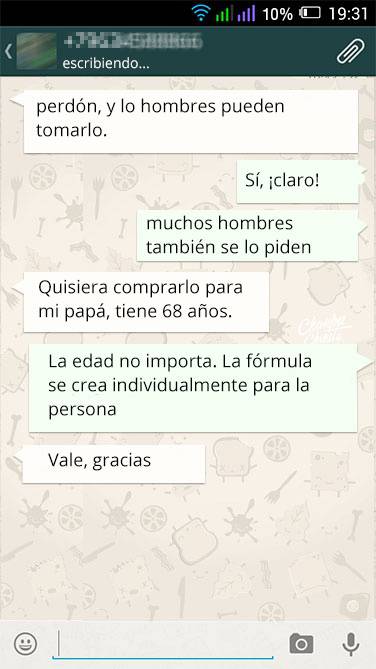 10% 19:31
escribiendo...
perdón, y lo hombres pueden
tomarlo.
Sí, ¡claro!
muchos hombres
también se lo piden
Quisiera comprarlo para
mi papá, tiene 68 años.
La edad no importa. La fórmula
se crea individualmente para la
persona
Vale, gracias